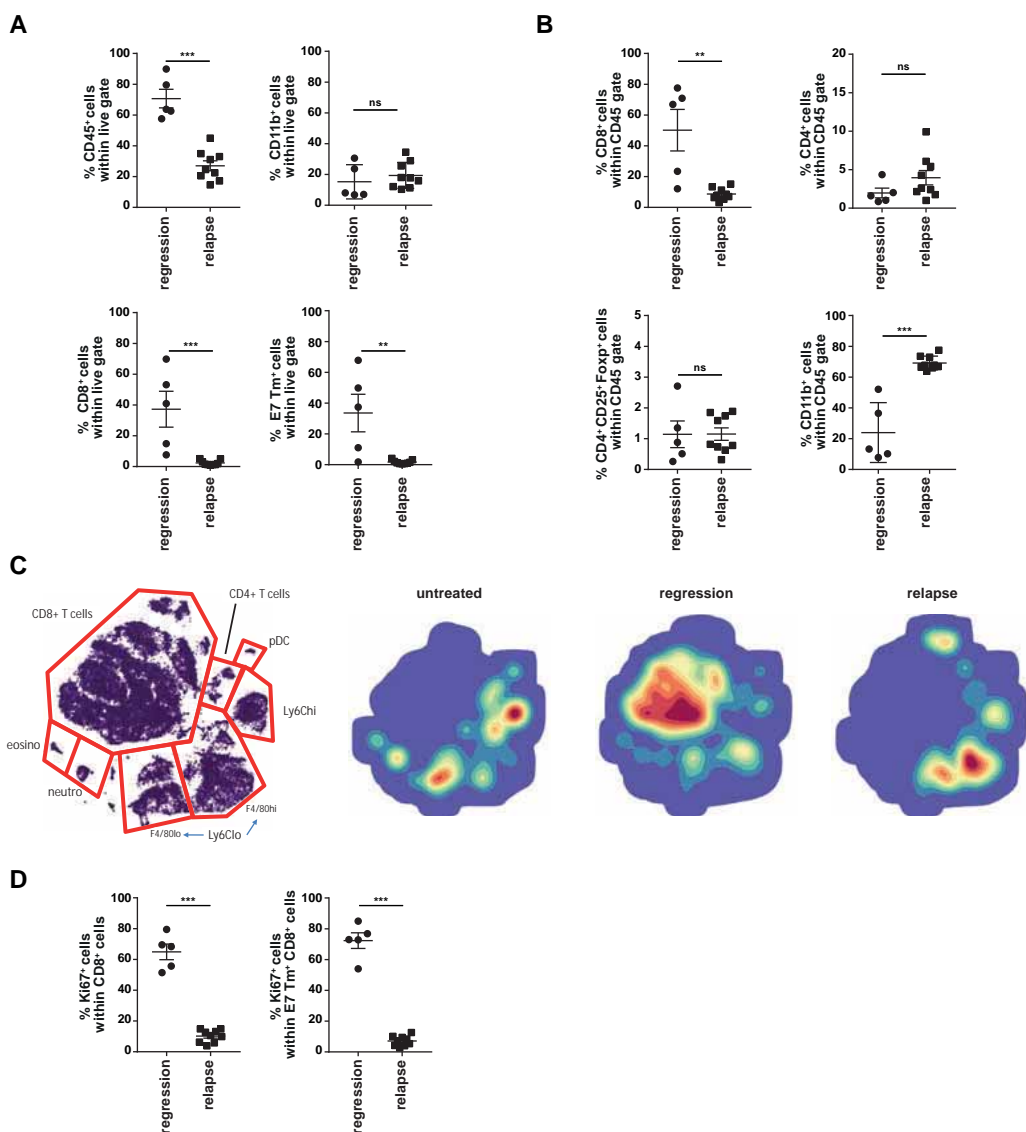 A
% CD45⁺ cells
within live gate
100
80
60
40
20
0
***
regression
relapse
% CD11b⁺ cells
within live gate
100
80
60
40
20
0
ns
regression
relapse
% CD8⁺ cells
within live gate
100
80
60
40
20
0
***
regression
relapse
% E7 Tm⁺ cells
within live gate
100
80
60
40
20
0
**
regression
relapse
B
% CD8⁺ cells
within CD45 gate
100
80
60
40
20
0
**
regression
relapse
% CD4⁺ cells
within CD45 gate
20
15
10
5
0
ns
regression
relapse
% CD4⁺CD25⁺Foxp⁺ cells
within CD45 gate
5
4
3
2
1
0
ns
regression
relapse
% CD11b⁺ cells
within CD45 gate
100
80
60
40
20
0
***
regression
relapse
C
CD8+ T cells
CD4+ T cells
pDC
Ly6Chi
eosino
neutro
F4/80hi
F4/80lo
Ly6Clo
untreated
regression
relapse
D
% Ki67⁺ cells
within CD8⁺ cells
100
80
60
40
20
0
***
regression
relapse
% Ki67⁺ cells
within E7 Tm⁺ CD8⁺ cells
100
80
60
40
20
0
***
regression
relapse